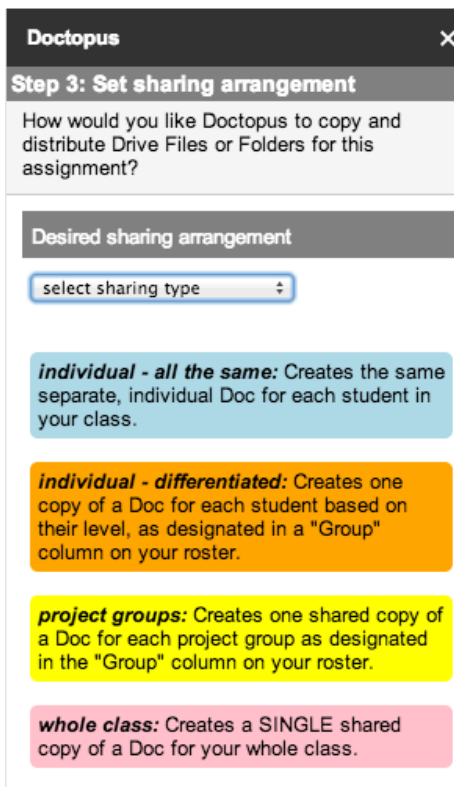 Doctopus ×
Step 3: Set sharing arrangement
How would you like Doctopus to copy and
distribute Drive Files or Folders for this
assignment?
Desired sharing arrangement
select sharing type
individual - all the same: Creates the same
separate, individual Doc for each student in
your class.
individual - differentiated: Creates one
copy of a Doc for each student based on
their level, as designated in a "Group"
column on your roster.
project groups: Creates one shared copy of
a Doc for each project group as designated
in the "Group" column on your roster.
whole class: Creates a SINGLE shared
copy of a Doc for your whole class.